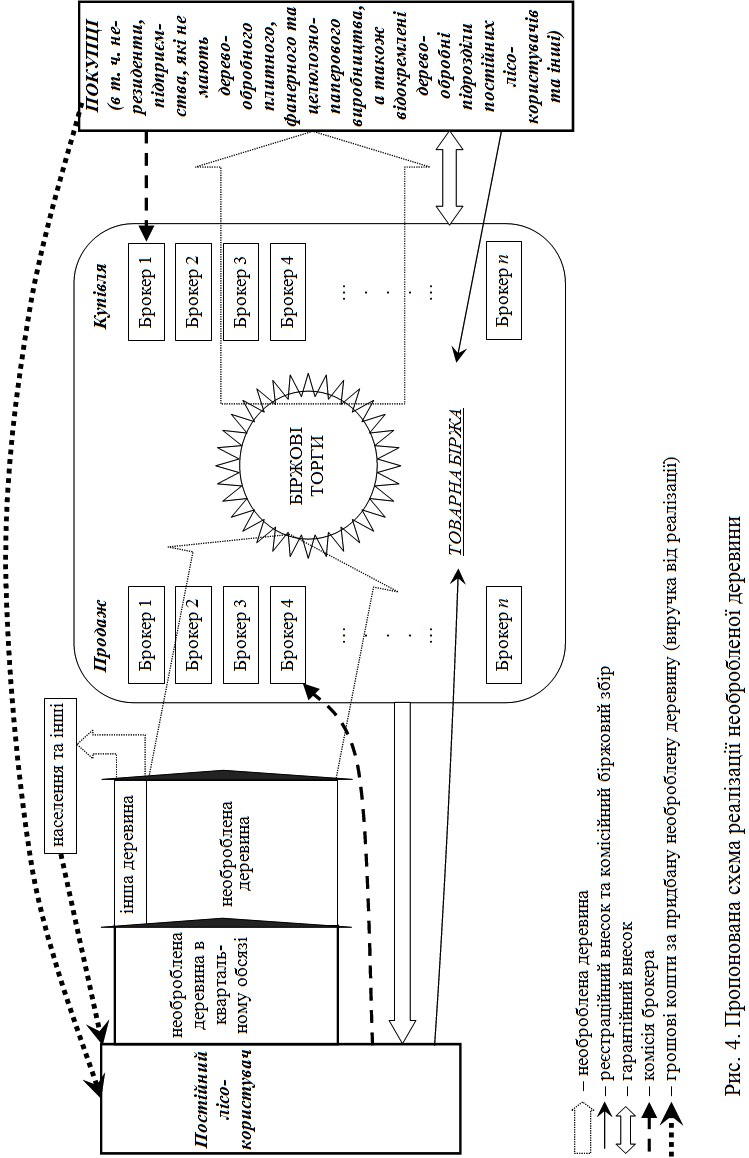 Постійний
лісо-
користувач
необроблена
деревина в
кварталь-
ному обсязі
інша деревина
необроблена
деревина
населення та інші
Продаж
Брокер 1
Брокер 2
Брокер 3
Брокер 4
...
.
.
...
Брокер n
БІРЖОВІ
ТОРГИ
ТОВАРНА БІРЖА
Купівля
Брокер 1
Брокер 2
Брокер 3
Брокер 4
...
.
.
...
Брокер n
ПОКУПЦІ
(в т. ч. не-
резиденти,
підприєм-
ства, які не
мають
дерево-
обробного
плитного,
фанерного та
целюлозно-
паперового
виробництва,
а також
відокремлені
дерево-
обробні
підрозділи
постійних
лісо-
користувачів
та інші)
– необроблена деревина
– реєстраційний внесок та комісійний біржовий збір
– гарантійний внесок
– комісія брокера
– грошові кошти за придбану необроблену деревину (виручка від реалізації)
Рис. 4. Пропонована схема реалізації необробленої деревини